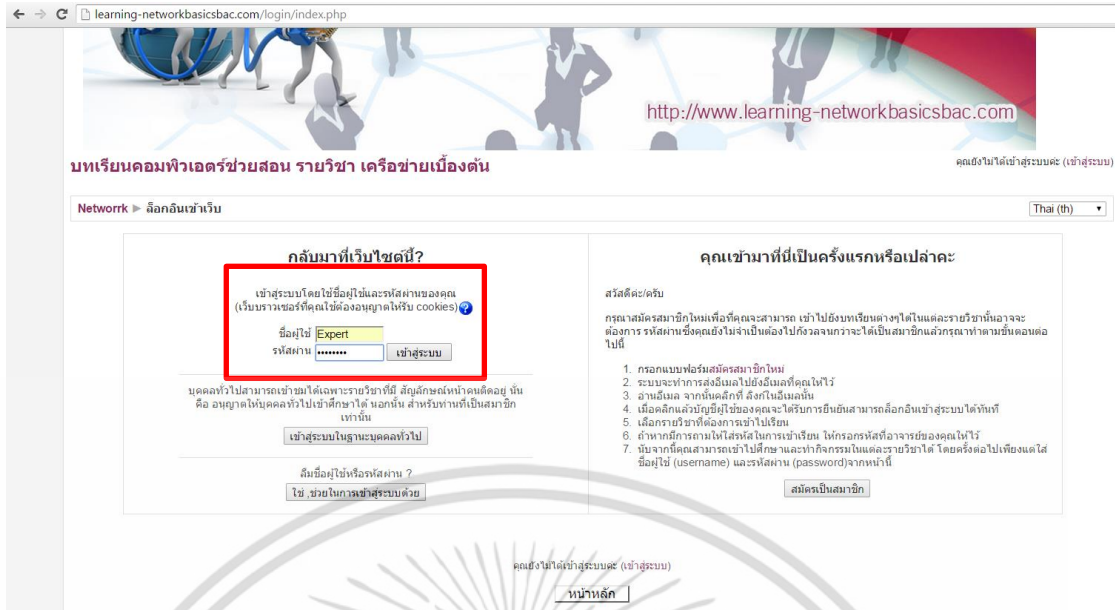 learning-networkbasicsbac.com/login/index.php
http://www.learning-networkbasicsbac.com
บทเรียนคอมพิวเตอร์ช่วยสอน รายวิชา เครือข่ายเบื้องต้น
คุณยังไม่ได้เข้าสู่ระบบค่ะ (เข้าสู่ระบบ)
Networrk ► ล็อกอินเข้าเว็บ
Thai (th)
กลับมาที่เว็บไซต์นี้?
เข้าสู่ระบบโดยใช้ชื่อผู้ใช้และรหัสผ่านของคุณ
(เว็บบราวเซอร์ที่คุณใช้ต้องอนุญาตให้รับ cookies)
ชื่อผู้ใช้ Expert
รหัสผ่าน •••••••• เข้าสู่ระบบ
บุคคลทั่วไปสามารถเข้าชมได้เฉพาะรายวิชาที่มี สัญลักษณ์หน้าคนติดอยู่ นั่น
คือ อนุญาตให้บุคคลทั่วไปเข้าศึกษาได้ นอกนั้น สำหรับท่านที่เป็นสมาชิก
เท่านั้น
เข้าสู่ระบบในฐานะบุคคลทั่วไป
ลืมชื่อผู้ใช้หรือรหัสผ่าน ?
ใช่ ,ช่วยในการเข้าสู่ระบบด้วย
คุณเข้ามาที่นี่เป็นครั้งแรกหรือเปล่าคะ
สวัสดีค่ะ/ครับ
กรุณาสมัครสมาชิกใหม่เพื่อที่คุณจะสามารถ เข้าไปยังบทเรียนต่างๆได้ในแต่ละรายวิชานั้นอาจจะ
ต้องการ รหัสผ่านซึ่งคุณยังไม่จำเป็นต้องไปกังวลจนกว่าจะได้เป็นสมาชิกแล้วกรุณาทำตามขั้นตอนต่อ
ไปนี้
1. กรอกแบบฟอร์มสมัครสมาชิกใหม่
2. ระบบจะทำการส่งอีเมลไปยังอีเมลที่คุณให้ไว้
3. อ่านอีเมล จากนั้นคลิกที่ ลิงก์ในอีเมลนั้น
4. เมื่อคลิกแล้วบัญชีผู้ใช้ของคุณจะได้รับการยืนยันสามารถล็อกอินเข้าสู่ระบบได้ทันที
5. เลือกรายวิชาที่ต้องการเข้าไปเรียน
6. ถ้าหากมีการถามให้ใส่รหัสในการเข้าเรียน ให้กรอกรหัสที่อาจารย์ของคุณให้ไว้
7. นับจากนี้คุณสามารถเข้าไปศึกษาและทำกิจกรรมในแต่ละรายวิชาได้ โดยครั้งต่อไปเพียงแต่ใส่
ชื่อผู้ใช้ (username) และรหัสผ่าน (password)จากหน้านี้
สมัครเป็นสมาชิก
คุณยังไม่ได้เข้าสู่ระบบค่ะ (เข้าสู่ระบบ)
หน้าหลัก